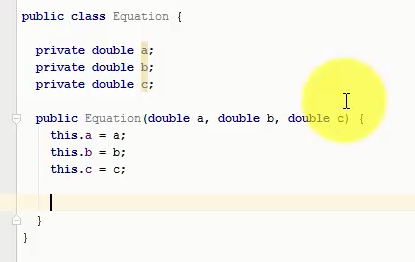 public class Equation {
private double a;
private double b;
private double c;
public Equation(double a, double b, double c) {
this.a = a;
this.b = b;
this.c = c;
}
}